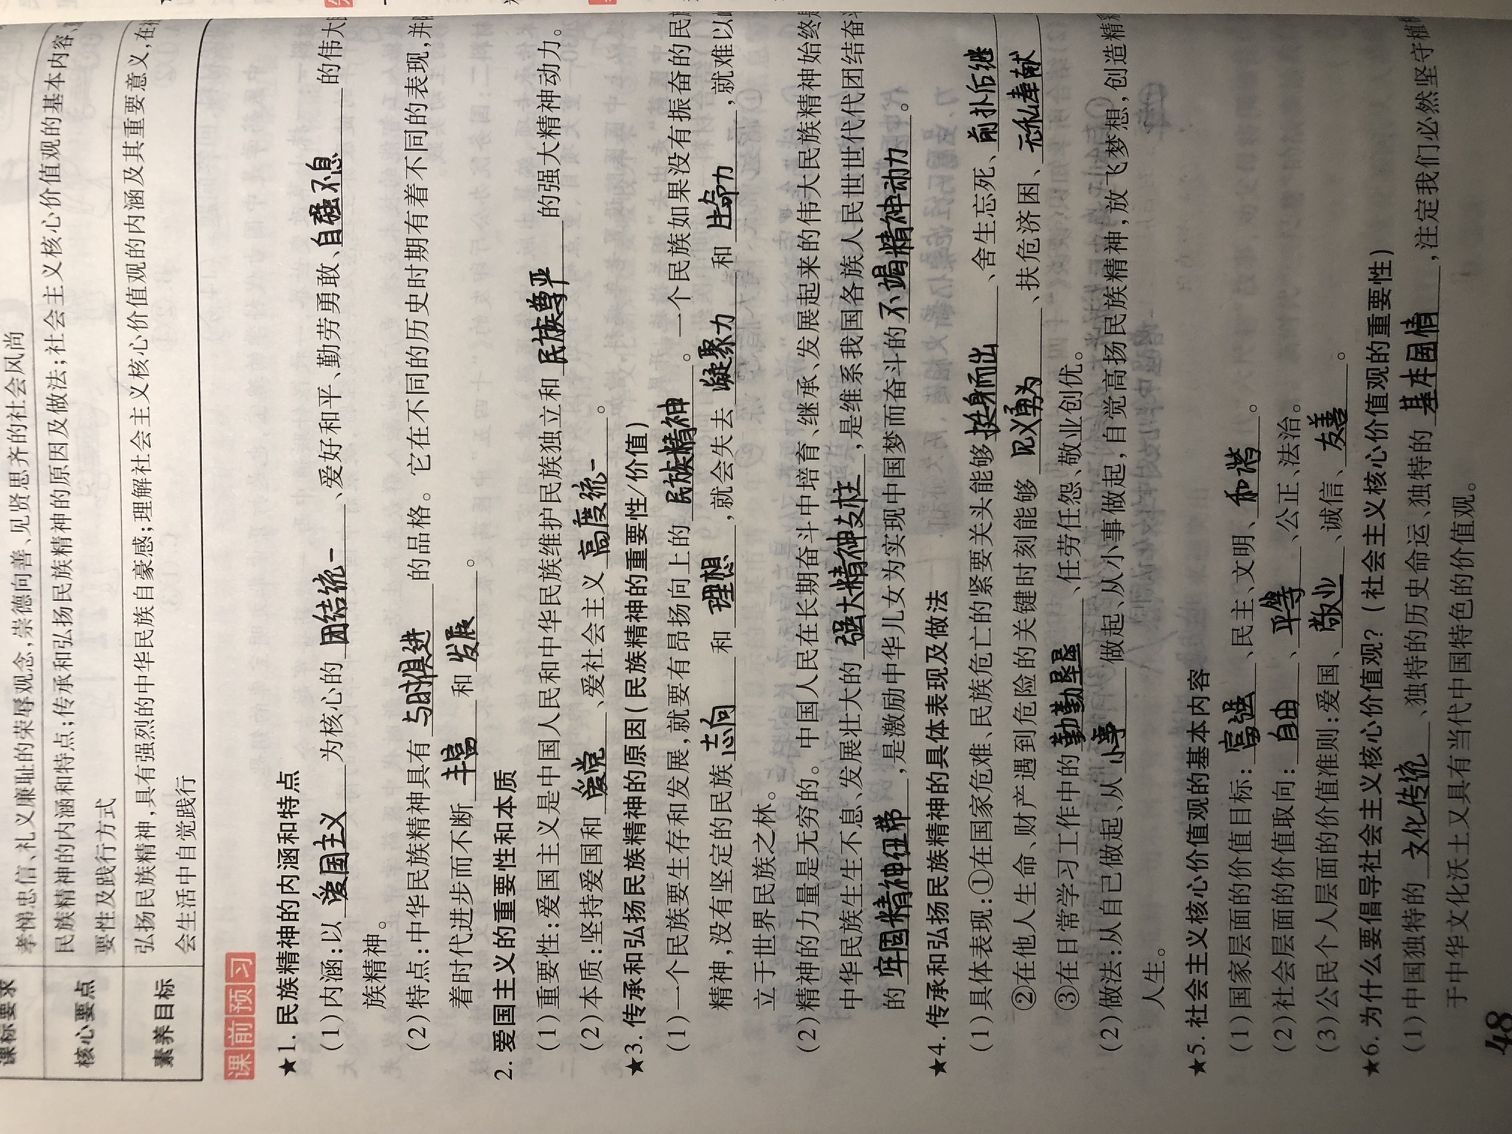 课标要求
孝悌忠信、礼义廉耻的荣辱观念,崇德向善、见贤思齐的社会风尚
核心要点
民族精神的内涵和特点;传承和弘扬民族精神的原因及做法;社会主义核心价值观的基本内容、
要性及践行方式
素养目标
弘扬民族精神,具有强烈的中华民族自豪感;理解社会主义核心价值观的内涵及其重要意义,在社
会生活中自觉践行
课前预习
★1. 民族精神的内涵和特点
(1)内涵:以 爱国主义 为核心的 团结统一 、爱好和平、勤劳勇敢、自强不息 的伟大
族精神。
(2)特点:中华民族精神具有 与时俱进 的品格。它在不同的历史时期有着不同的表现,并
着时代进步而不断 丰富 和 发展 。
2. 爱国主义的重要性和本质
(1)重要性:爱国主义是中国人民和中华民族维护民族独立和 民族尊严 的强大精神动力。
(2)本质:坚持爱国和 爱党 、爱社会主义 高度统一 。
★3. 传承和弘扬民族精神的原因(民族精神的重要性/价值)
(1)一个民族要生存和发展,就要有昂扬向上的 民族精神 。一个民族如果没有振奋的民
精神,没有坚定的民族 志向 和 理想 ,就会失去 凝聚力 和 生命力 ,就难以
立于世界民族之林。
(2)精神的力量是无穷的。中国人民在长期奋斗中培育、继承、发展起来的伟大民族精神始终
中华民族生生不息、发展壮大的 强大精神支柱 ,是维系我国各族人民世世代代团结奋
的 牢固精神纽带 ,是激励中华儿女为实现中国梦而奋斗的 不竭精神动力 。
★4. 传承和弘扬民族精神的具体表现及做法
(1)具体表现:①在国家危难、民族危亡的紧要关头能够 挺身而出 、舍生忘死、前扑后继
②在他人生命、财产遇到危险的关键时刻能够 见义勇为 、扶危济困、无私奉献
③在日常学习工作中的 勤勤垦垦 、任劳任怨、敬业创优。
(2)做法:从自己做起、从 小事 做起、从小事做起,自觉高扬民族精神,放飞梦想,创造精彩
人生。
★5. 社会主义核心价值观的基本内容
(1)国家层面的价值目标: 富强 、民主、文明、 和谐 。
(2)社会层面的价值取向: 自由 、 平等 、公正、法治。
(3)公民个人层面的价值准则:爱国、 敬业 、诚信、 友善 。
★6. 为什么要倡导社会主义核心价值观?(社会主义核心价值观的重要性)
(1)中国独特的 文化传统 、独特的历史命运、独特的 基本国情 ,注定我们必然坚守植根
于中华文化沃土又具有当代中国特色的价值观。
48